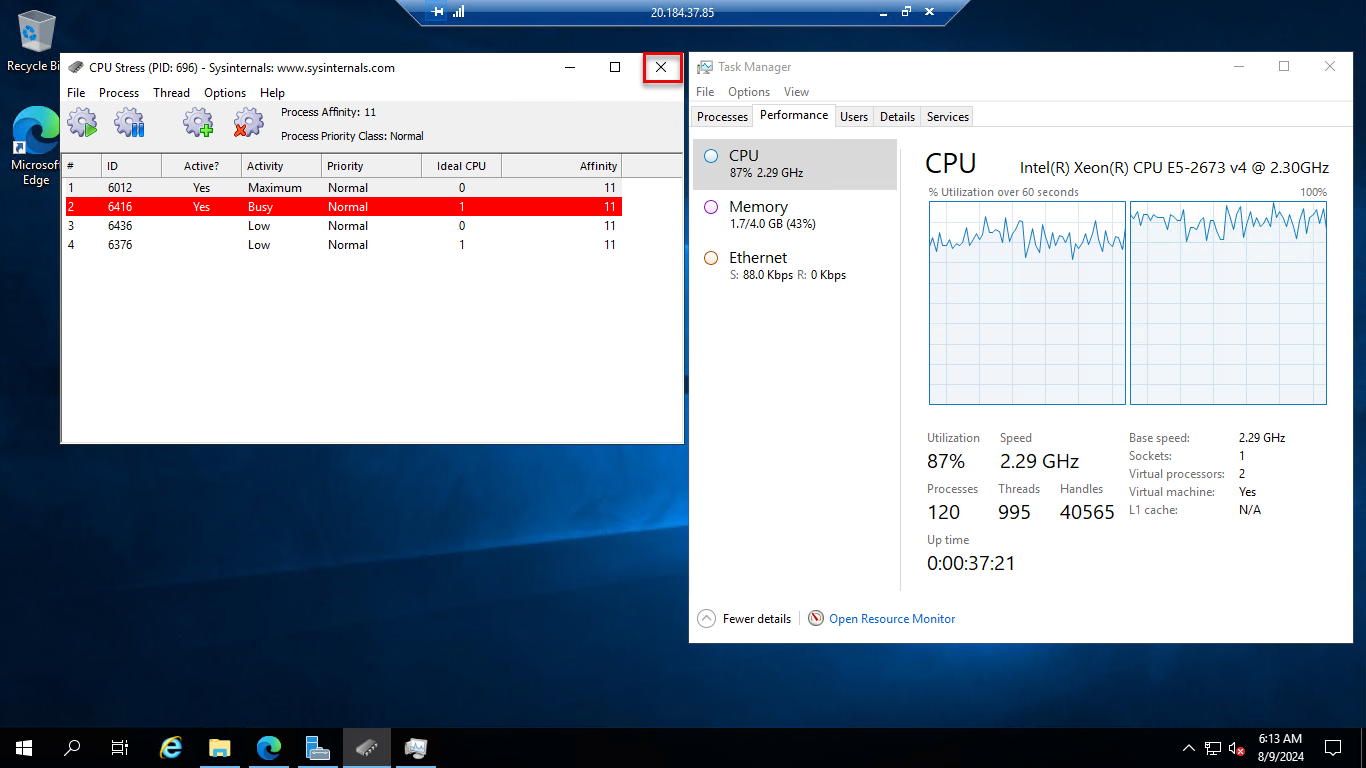 20.184.37.85
Recycle Bi
Microsof
Edge
CPU Stress (PID: 696) - Sysinternals: www.sysinternals.com
File Process Thread Options Help
Process Affinity: 11
Process Priority Class: Normal
# ID Active? Activity Priority Ideal CPU Affinity
1 6012 Yes Maximum Normal 0 11
2 6416 Yes Busy Normal 1 11
3 6436 Low Normal 0 11
4 6376 Low Normal 1 11
Task Manager
File Options View
Processes Performance Users Details Services
CPU
87% 2.29 GHz
Memory
1.7/4.0 GB (43%)
Ethernet
S: 88.0 Kbps R: 0 Kbps
CPU Intel(R) Xeon(R) CPU E5-2673 v4 @ 2.30GHz
% Utilization over 60 seconds 100%
Utilization Speed
87% 2.29 GHz
Processes Threads Handles
120 995 40565
Up time
0:00:37:21
Base speed: 2.29 GHz
Sockets: 1
Virtual processors: 2
Virtual machine: Yes
L1 cache: N/A
Fewer details Open Resource Monitor
6:13 AM
8/9/2024